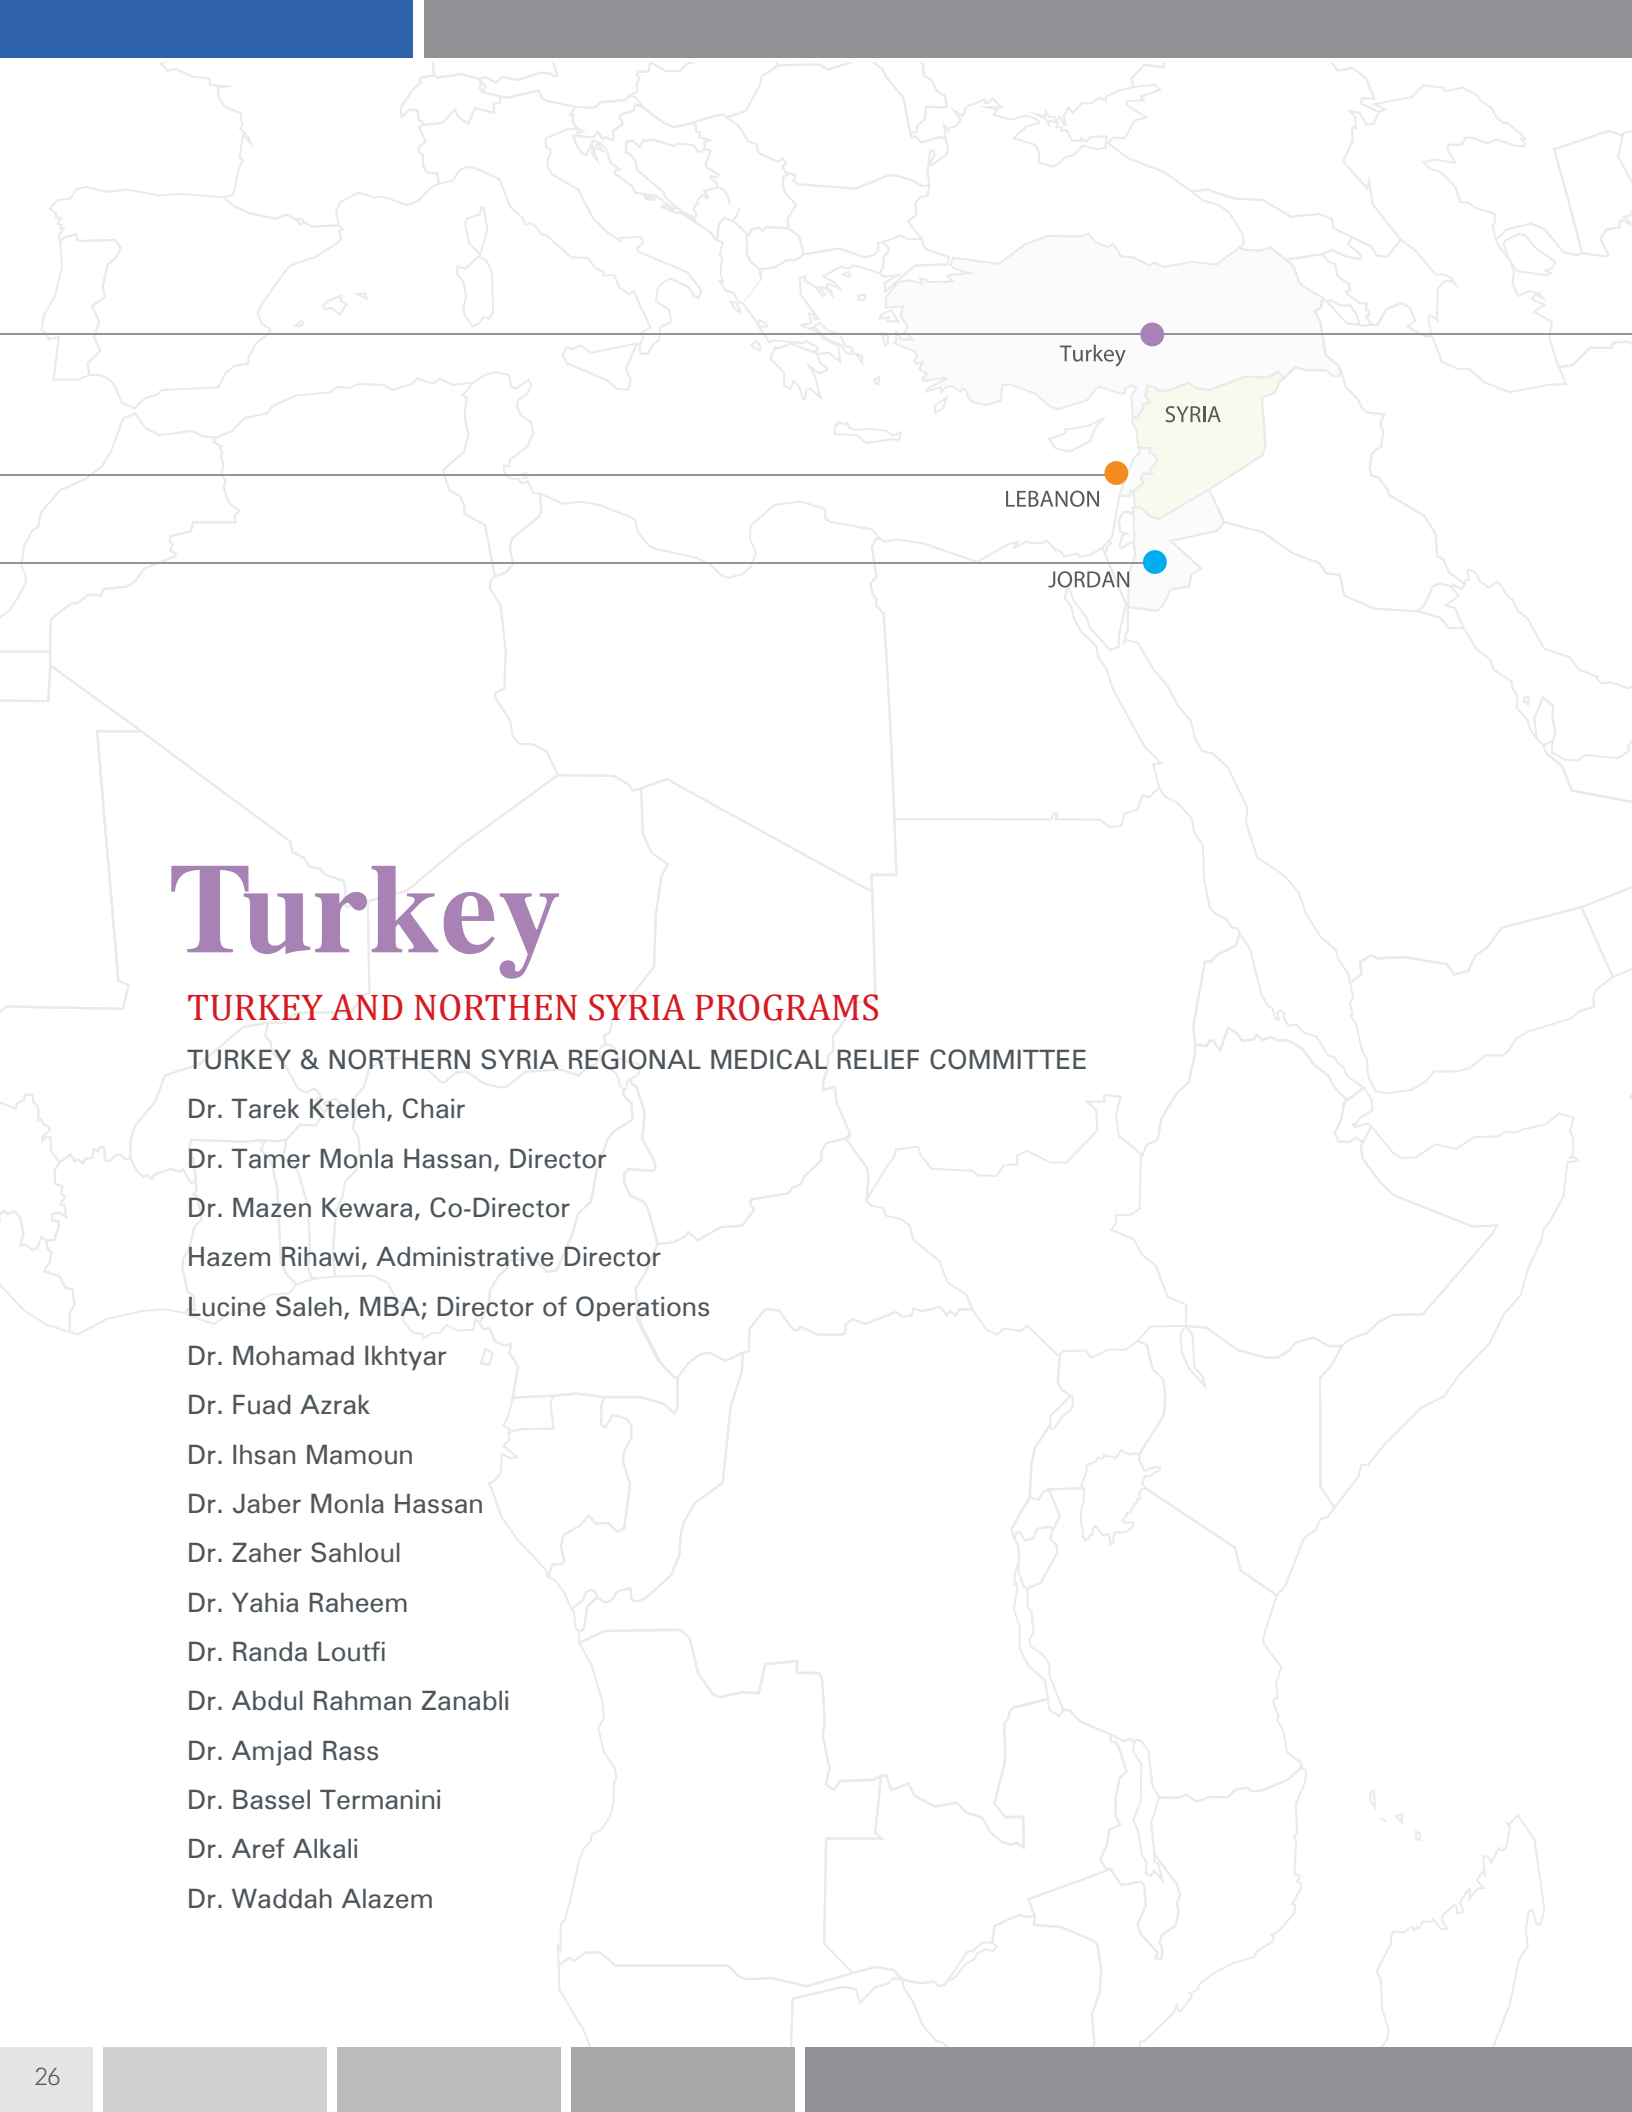 Turkey
SYRIA
LEBANON
JORDAN
Turkey
TURKEY AND NORTHEN SYRIA PROGRAMS
TURKEY & NORTHERN SYRIA REGIONAL MEDICAL RELIEF COMMITTEE
Dr. Tarek Kteleh, Chair
Dr. Tamer Monla Hassan, Director
Dr. Mazen Kewara, Co-Director
Hazem Rihawi, Administrative Director
Lucine Saleh, MBA; Director of Operations
Dr. Mohamad Ikhtyar
Dr. Fuad Azrak
Dr. Ihsan Mamoun
Dr. Jaber Monla Hassan
Dr. Zaher Sahloul
Dr. Yahia Raheem
Dr. Randa Loutfi
Dr. Abdul Rahman Zanabli
Dr. Amjad Rass
Dr. Bassel Termanini
Dr. Aref Alkali
Dr. Waddah Alazem
26